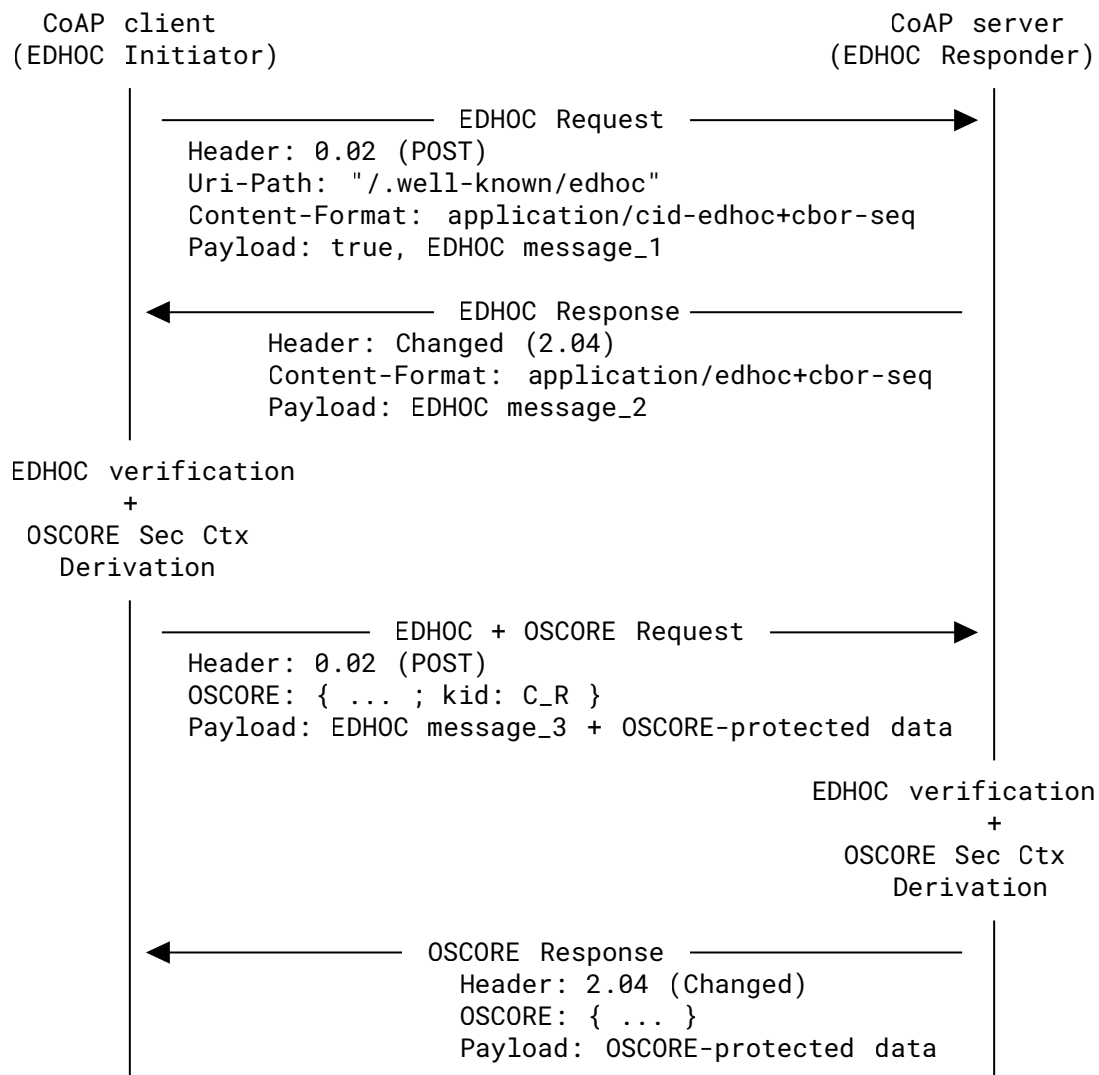 CoAP client CoAP server
(EDHOC Initiator) (EDHOC Responder)
EDHOC Request
Header: 0.02 (POST)
Uri-Path: "/.well-known/edhoc"
Content-Format: application/cid-edhoc+cbor-seq
Payload: true, EDHOC message_1
EDHOC Response
Header: Changed (2.04)
Content-Format: application/edhoc+cbor-seq
Payload: EDHOC message_2
EDHOC verification
+
OSCORE Sec Ctx
Derivation
EDHOC + OSCORE Request
Header: 0.02 (POST)
OSCORE: { ... ; kid: C_R }
Payload: EDHOC message_3 + OSCORE-protected data
EDHOC verification
+
OSCORE Sec Ctx
Derivation
OSCORE Response
Header: 2.04 (Changed)
OSCORE: { ... }
Payload: OSCORE-protected data